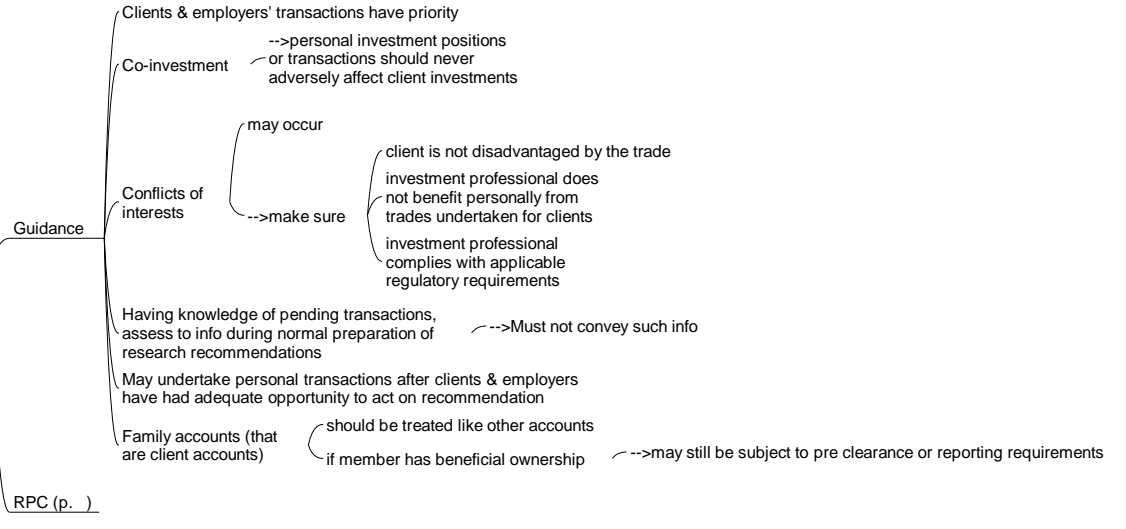 Clients & employers' transactions have priority
Co-investment
-->personal investment positions
or transactions should never
adversely affect client investments
Conflicts of
interests
may occur
-->make sure
client is not disadvantaged by the trade
investment professional does
not benefit personally from
trades undertaken for clients
investment professional
complies with applicable
regulatory requirements
Guidance
Having knowledge of pending transactions,
assess to info during normal preparation of
research recommendations
-->Must not convey such info
May undertake personal transactions after clients & employers
have had adequate opportunity to act on recommendation
Family accounts (that
are client accounts)
should be treated like other accounts
if member has beneficial ownership
-->may still be subject to pre clearance or reporting requirements
RPC (p. )